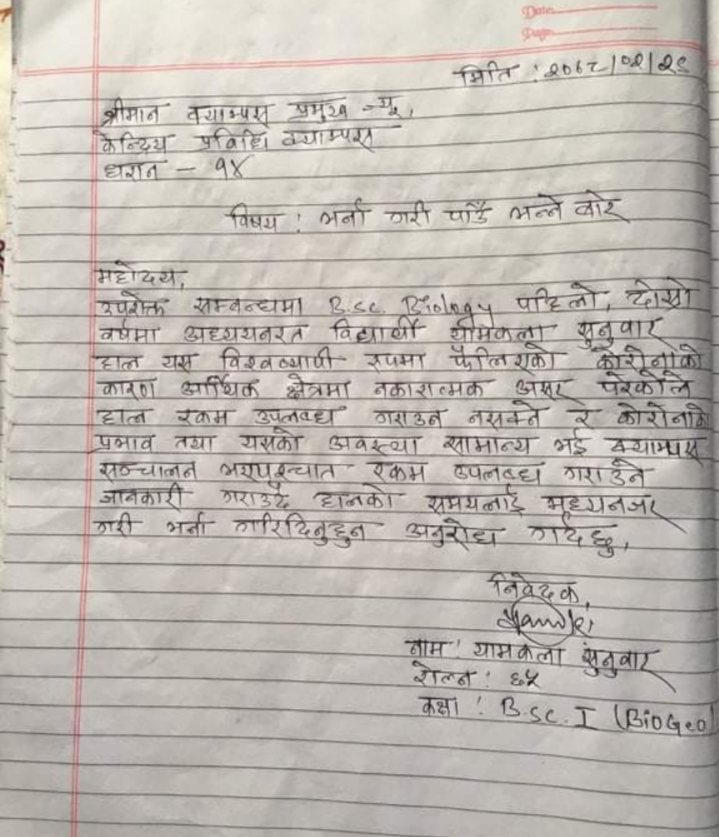 Date:
Page:
मिति : २०७८/०२/२९
श्रीमान क्याम्पस प्रमुख ज्यू,
केन्द्रिय प्रविधि क्याम्पस
धरान - १४
विषय : भर्ना गरी पाउँ भन्ने बारे
महोदय,
उपरोक्त सम्बन्धमा B.sc. Biology पहिलो, दोस्रो
वर्षमा अध्ययनरत विद्यार्थी यामकला सुनुवार
हाल यस विश्वव्यापी रुपमा फैलिएको कोरोनाको
कारण आर्थिक क्षेत्रमा नकारात्मक असर परेकोले
हाल रकम उपलब्ध गराउन नसक्ने र कोरोनाको
प्रभाव तथा यसको अवस्था सामान्य भई क्याम्पस
सञ्चालन भएपश्चात रकम उपलब्ध गराउने
जानकारी गराउँदै हालको समयलाई मध्यनजर
गरी भर्ना गरिदिनुहुन अनुरोध गर्दछु,
निवेदक,
नाम : यामकला सुनुवार
रोल्न : ६५
कक्षा : B.sc. I (BioGeo)